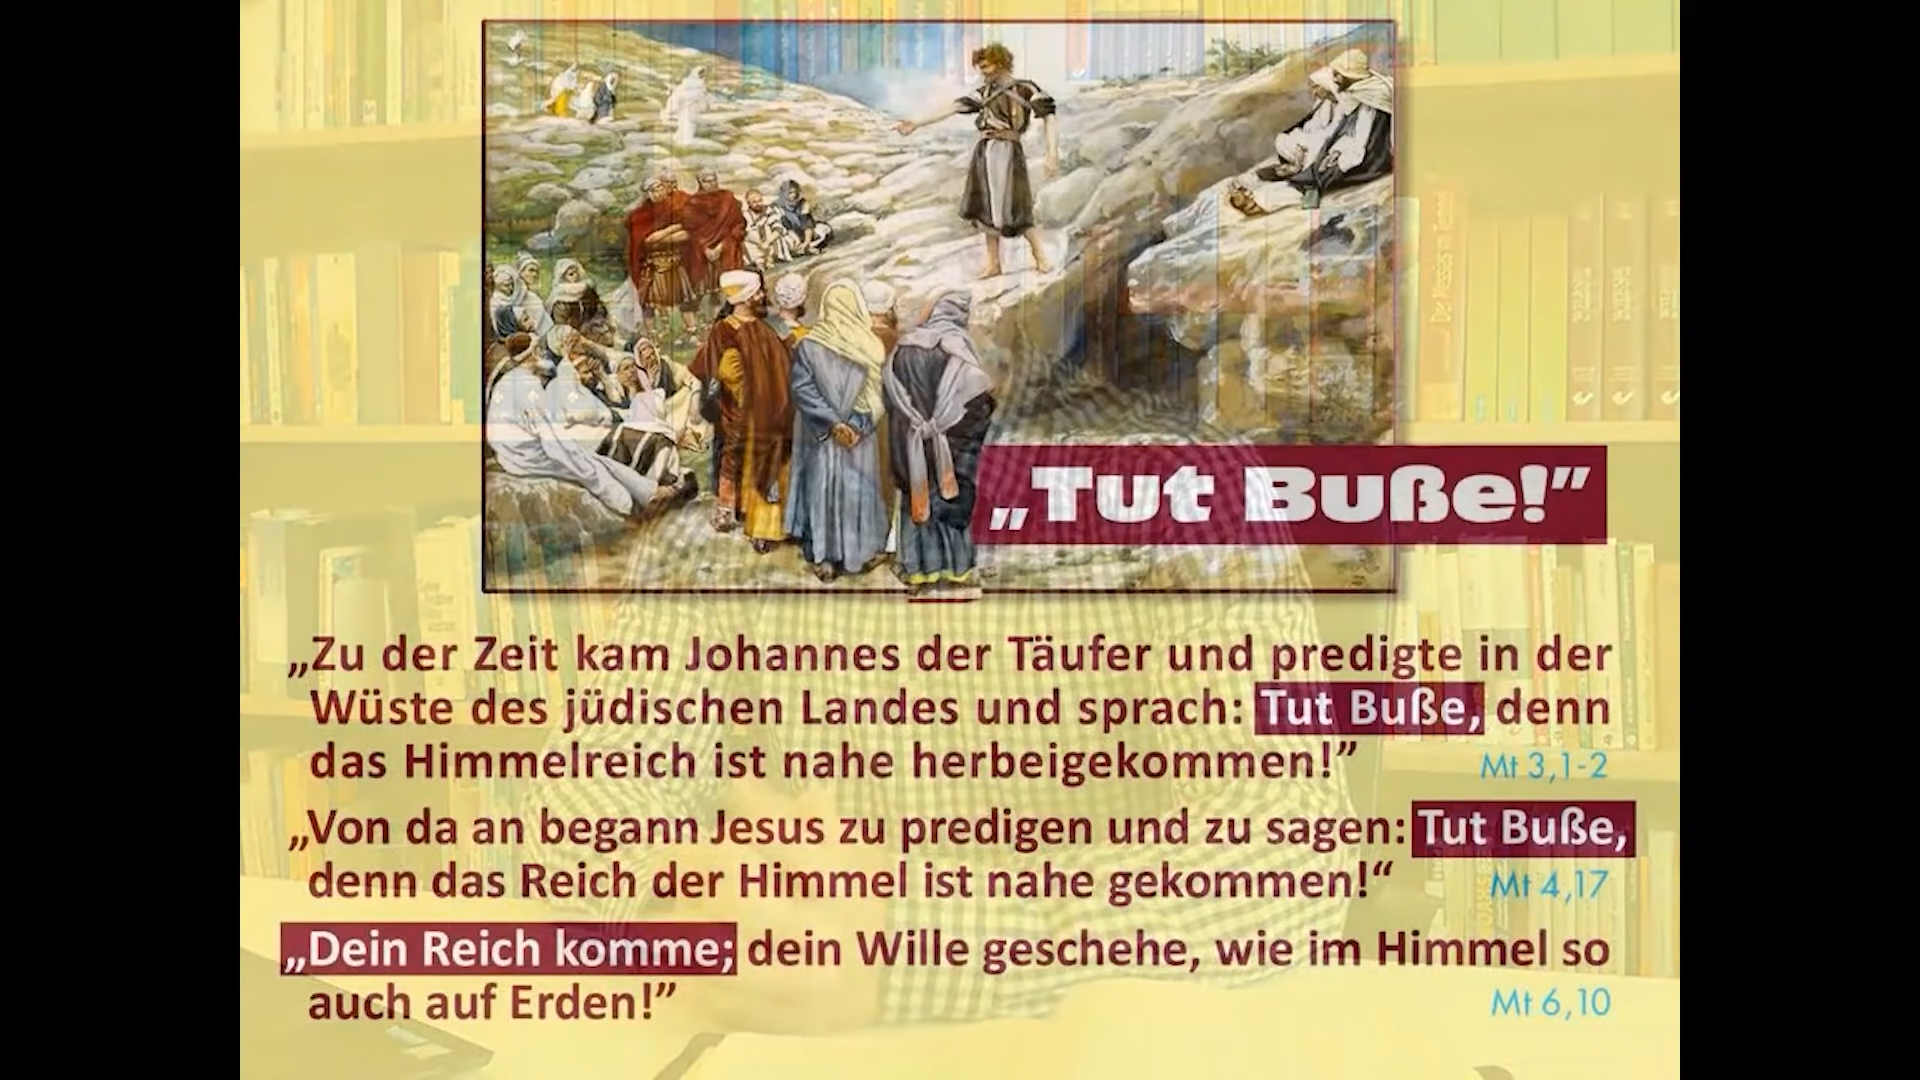 „Tut Buße!”
„Zu der Zeit kam Johannes der Täufer und predigte in der
Wüste des jüdischen Landes und sprach: Tut Buße, denn
das Himmelreich ist nahe herbeigekommen!”
Mt 3,1-2
„Von da an begann Jesus zu predigen und zu sagen: Tut Buße,
denn das Reich der Himmel ist nahe gekommen!“
Mt 4,17
„Dein Reich komme; dein Wille geschehe, wie im Himmel so
auch auf Erden!”
Mt 6,10